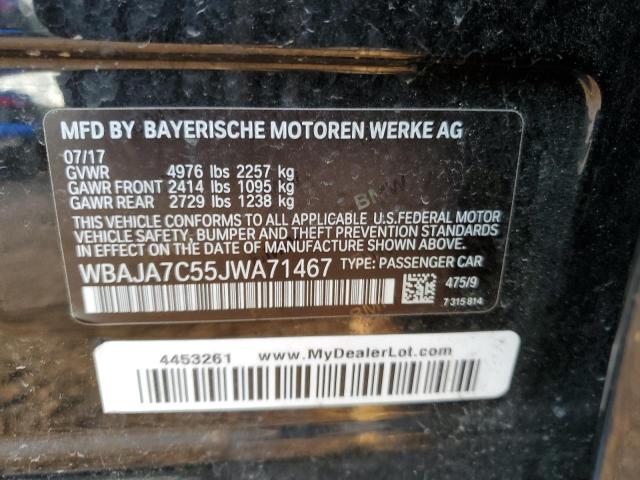 MFD BY BAYERISCHE MOTOREN WERKE AG
07/17
GVWR 4976 lbs 2257 kg
GAWR FRONT 2414 lbs 1095 kg
GAWR REAR 2729 lbs 1238 kg
THIS VEHICLE CONFORMS TO ALL APPLICABLE U.S.FEDERAL MOTOR
VEHICLE SAFETY, BUMPER AND THEFT PREVENTION STANDARDS
IN EFFECT ON THE DATE OF MANUFACTURE SHOWN ABOVE.
WBAJA7C55JWA71467 TYPE: PASSENGER CAR
475/9
7 315 814
BMW
BMW
4453261 www.MyDealerLot.com